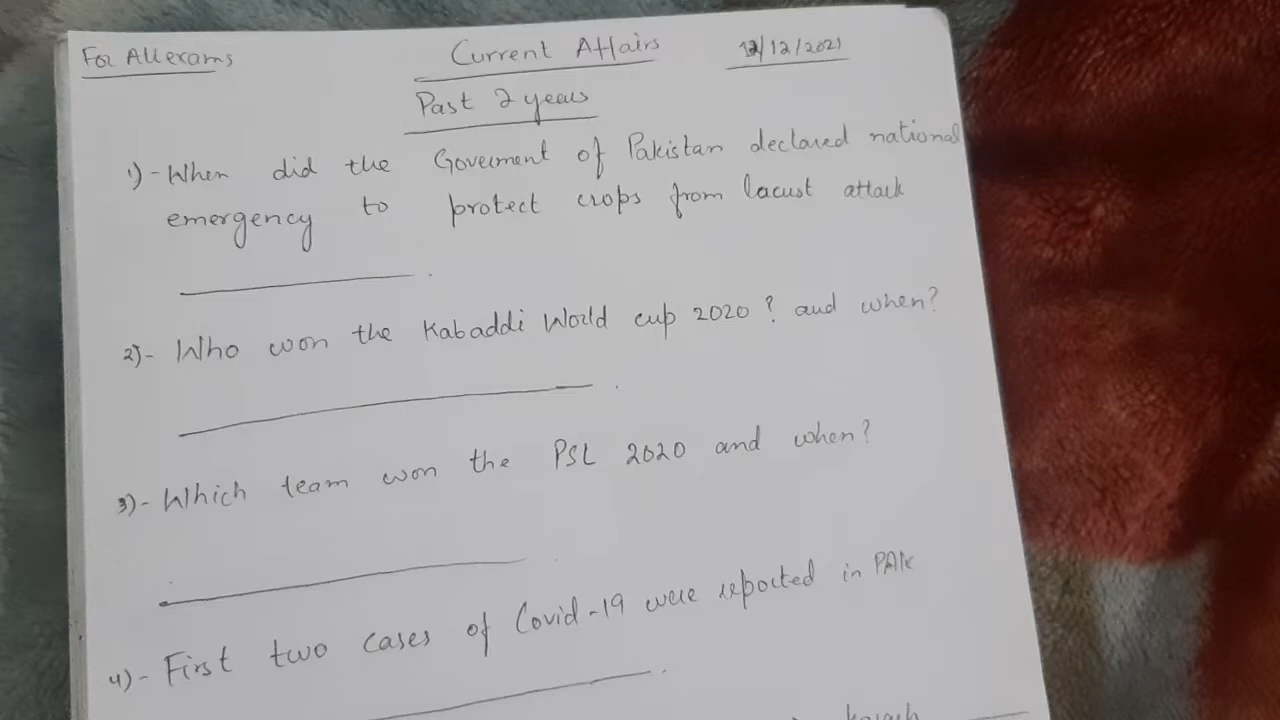 For All exams
Current Affairs
12/12/2021
Past 2 years
1)- When did the Goverment of Pakistan declared national
emergency to protect crops from lacust attack
.
2)- Who won the Kabaddi World cup 2020 ? and when?
.
3)- Which team won the PSL 2020 and when?
4)- First two cases of Covid-19 were reported in PAk
.